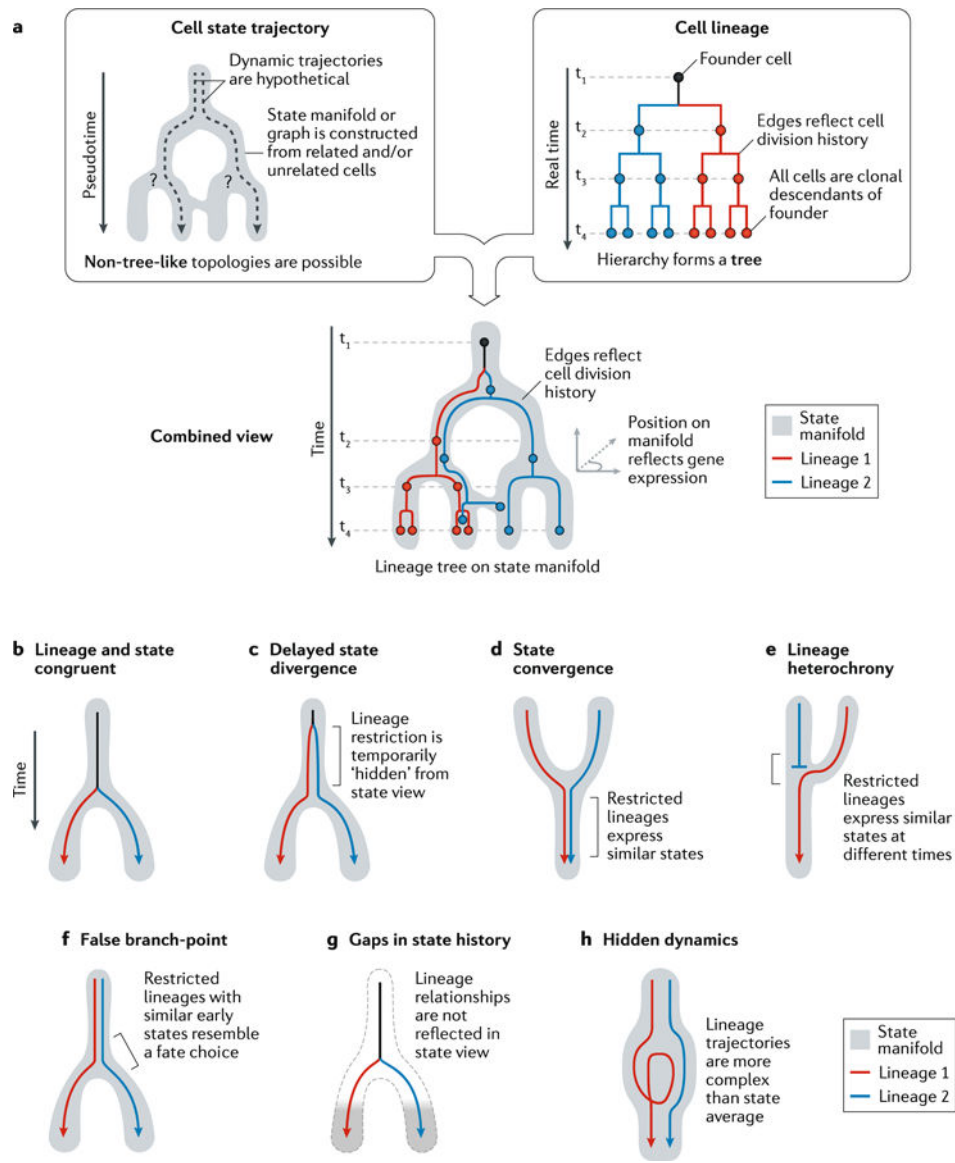 a
Cell state trajectory
Pseudotime
Dynamic trajectories
are hypothetical
State manifold or
graph is constructed
from related and/or
unrelated cells
?
?
Non-tree-like topologies are possible
Cell lineage
Real time
t1
t2
t3
t4
Founder cell
Edges reflect cell
division history
All cells are clonal
descendants of
founder
Hierarchy forms a tree
Combined view
Time
t1
t2
t3
t4
Edges reflect
cell division
history
Position on
manifold
reflects gene
expression
Lineage tree on state manifold
State
manifold
Lineage 1
Lineage 2
b Lineage and state
congruent
Time
c Delayed state
divergence
Lineage
restriction is
temporarily
‘hidden’ from
state view
d State
convergence
Restricted
lineages
express
similar states
e Lineage
heterochrony
Restricted
lineages
express similar
states at
different times
f False branch-point
Restricted
lineages with
similar early
states resemble
a fate choice
g Gaps in state history
Lineage
relationships
are not
reflected in
state view
h Hidden dynamics
Lineage
trajectories
are more
complex
than state
average
State
manifold
Lineage 1
Lineage 2